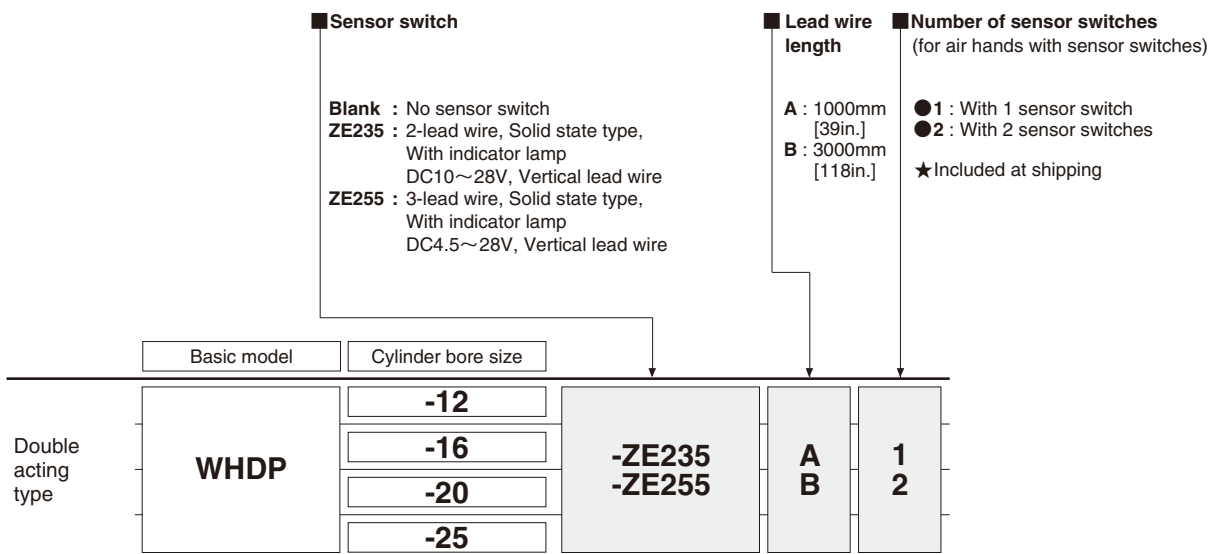 ■Sensor switch
Blank : No sensor switch
ZE235 : 2-lead wire, Solid state type,
With indicator lamp
DC10～28V, Vertical lead wire
ZE255 : 3-lead wire, Solid state type,
With indicator lamp
DC4.5～28V, Vertical lead wire
■Lead wire
length
A : 1000mm
[39in.]
B : 3000mm
[118in.]
■Number of sensor switches
(for air hands with sensor switches)
●1 : With 1 sensor switch
●2 : With 2 sensor switches
★Included at shipping
Basic model
Cylinder bore size
Double
acting
type
WHDP
-12
-16
-20
-25
-ZE235
-ZE255
A
B
1
2